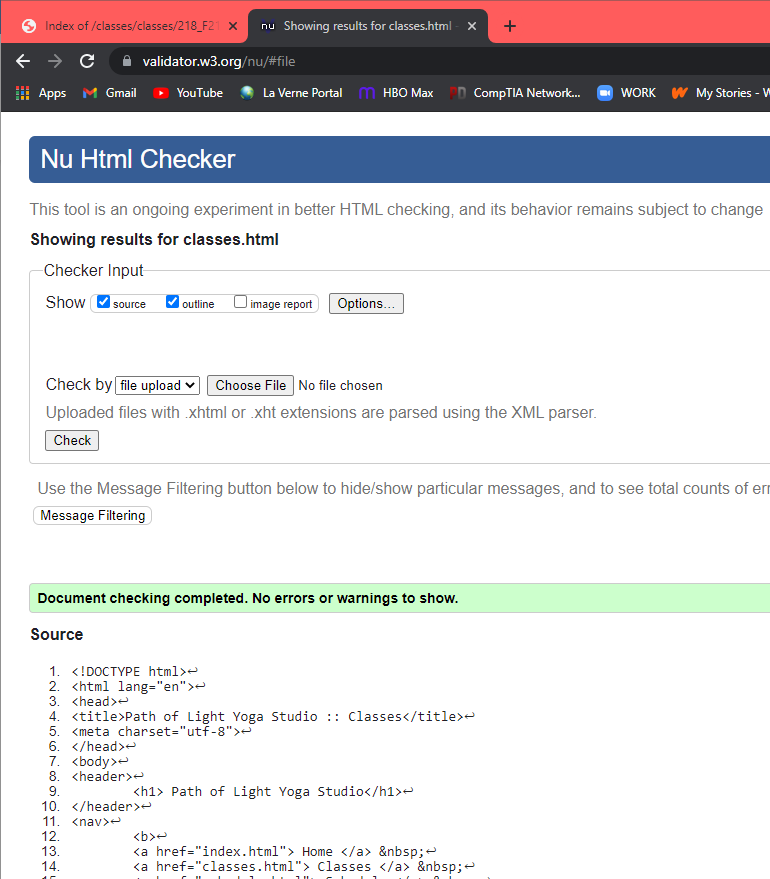 Index of /classes/classes/218_F21
nu Showing results for classes.html -
validator.w3.org/nu/#file
Apps Gmail YouTube La Verne Portal HBO Max CompTIA Network... WORK My Stories - W
Nu Html Checker
This tool is an ongoing experiment in better HTML checking, and its behavior remains subject to change
Showing results for classes.html
Checker Input
Show source outline image report Options...
Check by file upload Choose File No file chosen
Uploaded files with .xhtml or .xht extensions are parsed using the XML parser.
Check
Use the Message Filtering button below to hide/show particular messages, and to see total counts of err
Message Filtering
Document checking completed. No errors or warnings to show.
Source
1. <!DOCTYPE html>↩
2. <html lang="en">↩
3. <head>↩
4. <title>Path of Light Yoga Studio :: Classes</title>↩
5. <meta charset="utf-8">↩
6. </head>↩
7. <body>↩
8. <header>↩
9. <h1> Path of Light Yoga Studio</h1>↩
10. </header>↩
11. <nav>↩
12. <b>↩
13. <a href="index.html"> Home </a> &nbsp;↩
14. <a href="classes.html"> Classes </a> &nbsp;↩